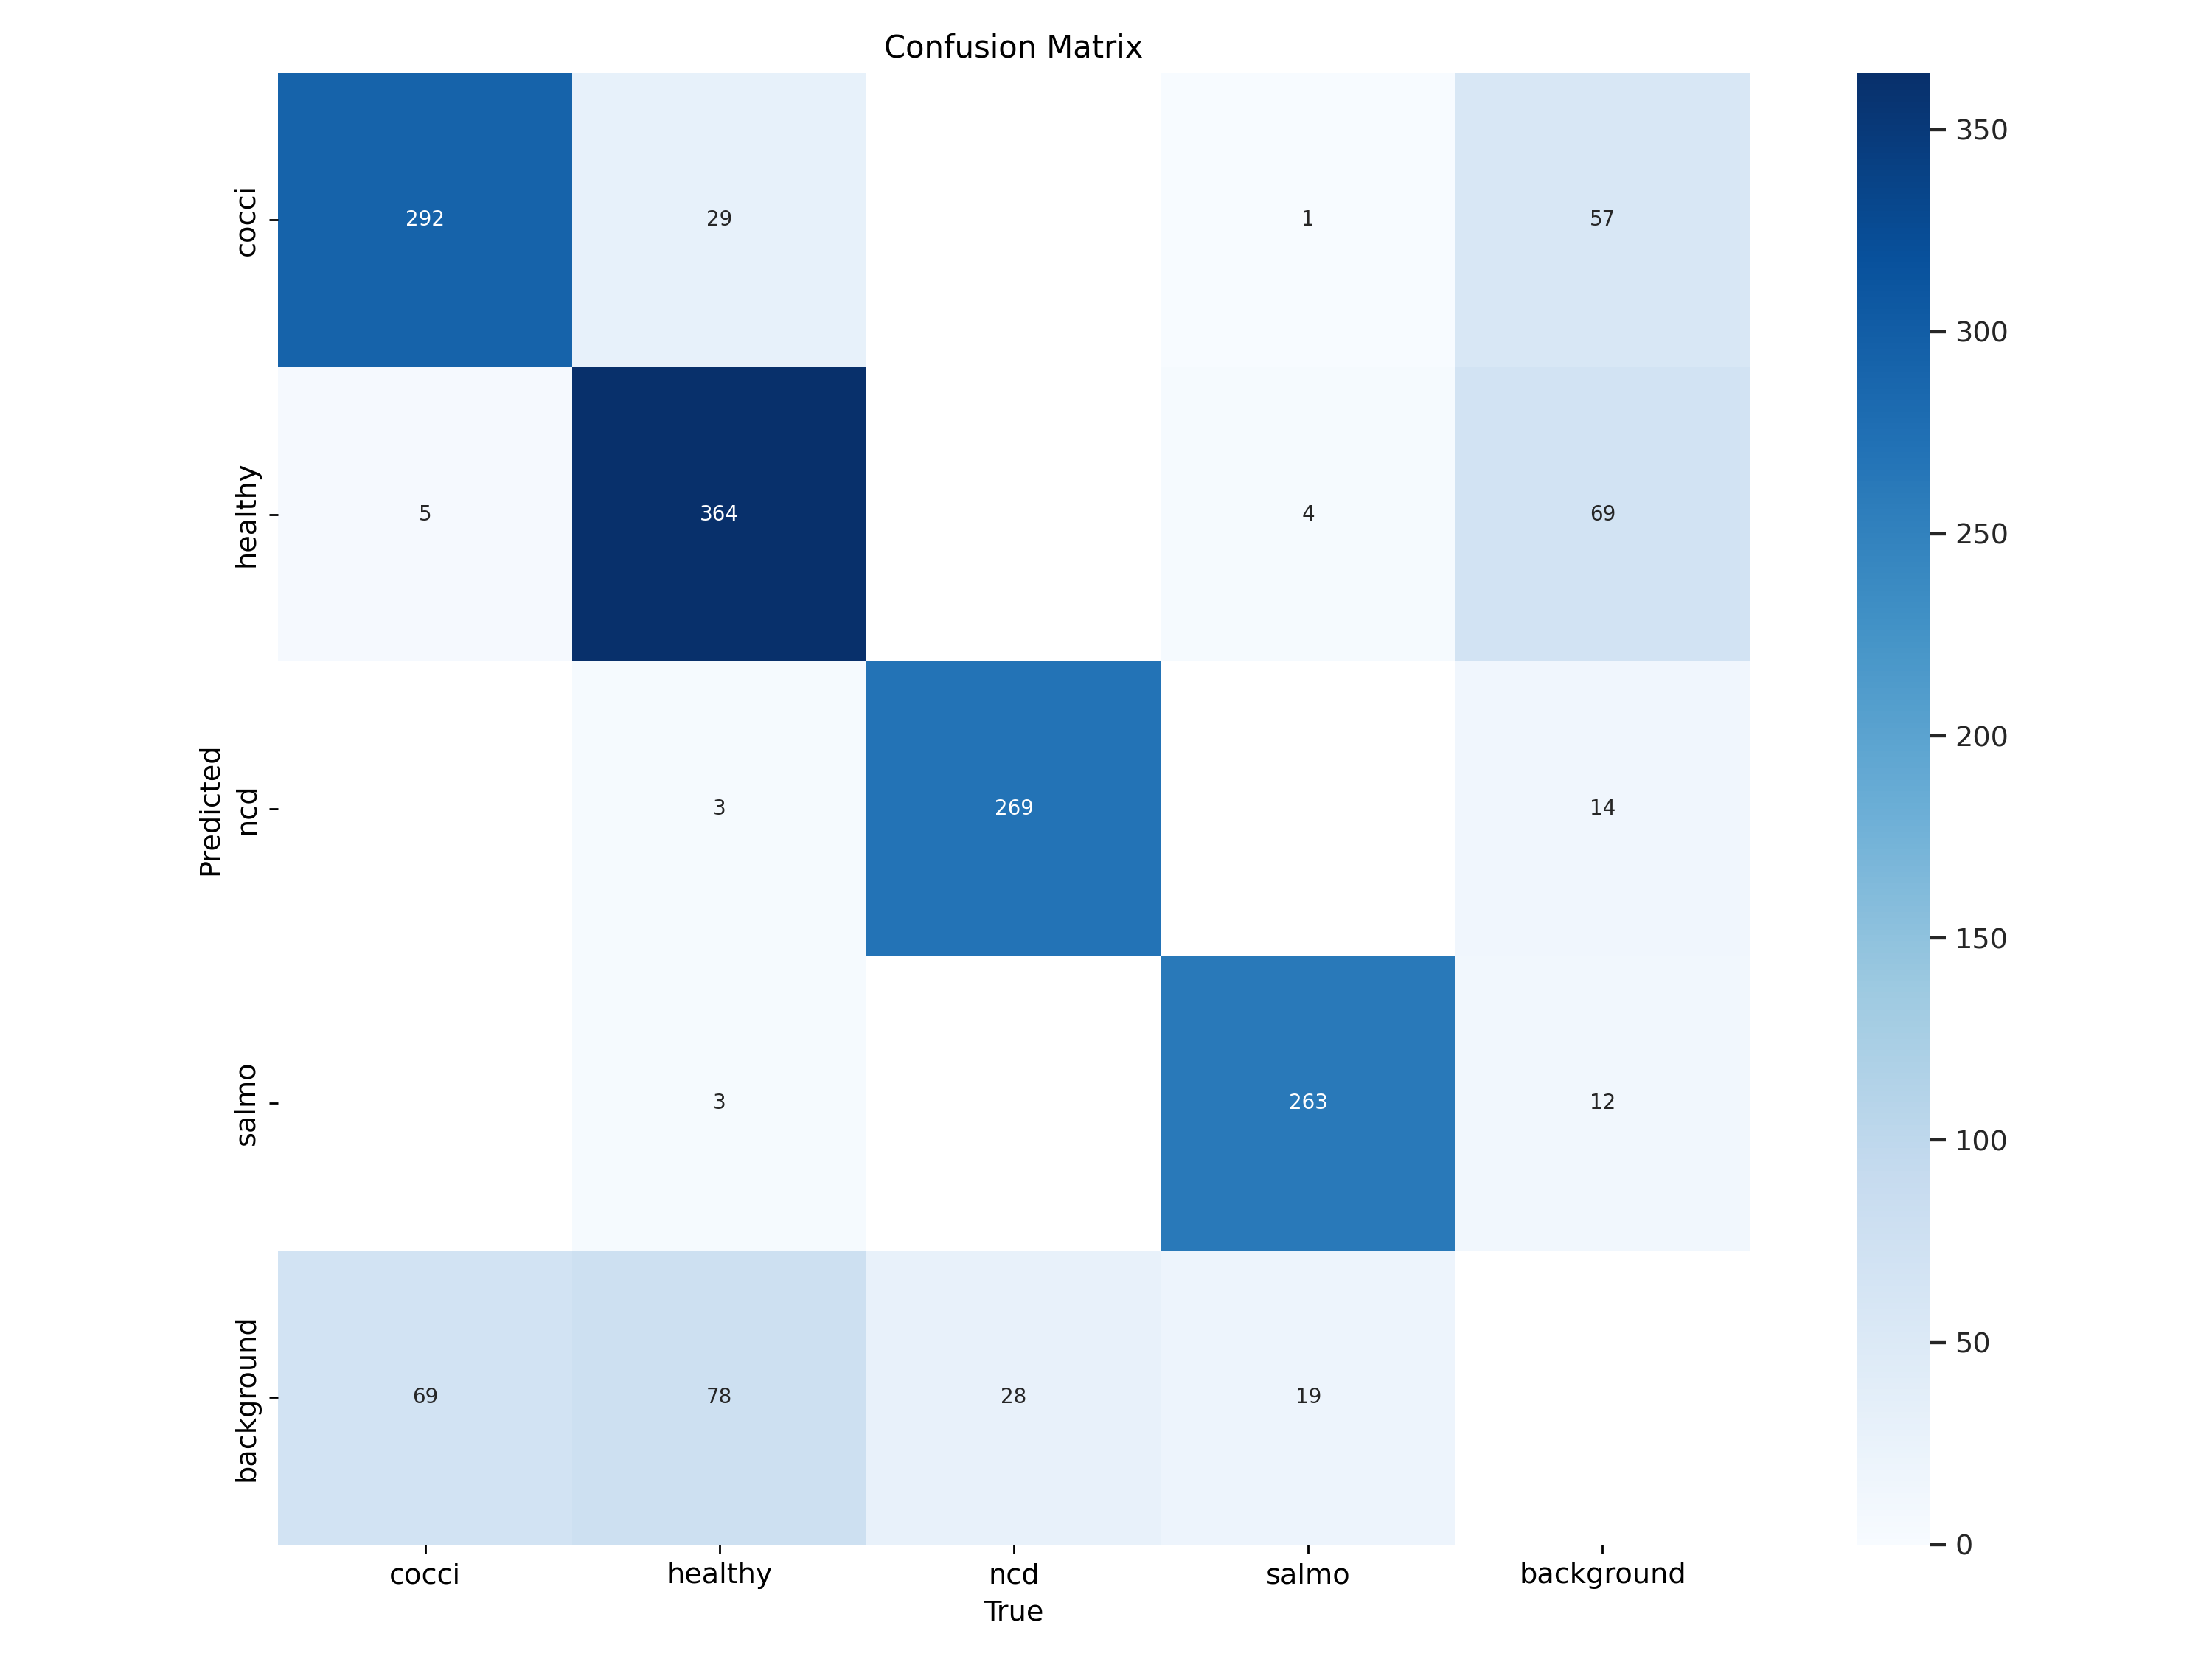 Confusion Matrix
Predicted
cocci
292
29
1
57
healthy
5
364
4
69
ncd
3
269
14
salmo
3
263
12
background
69
78
28
19
cocci
healthy
ncd
salmo
background
True
350
300
250
200
150
100
50
0